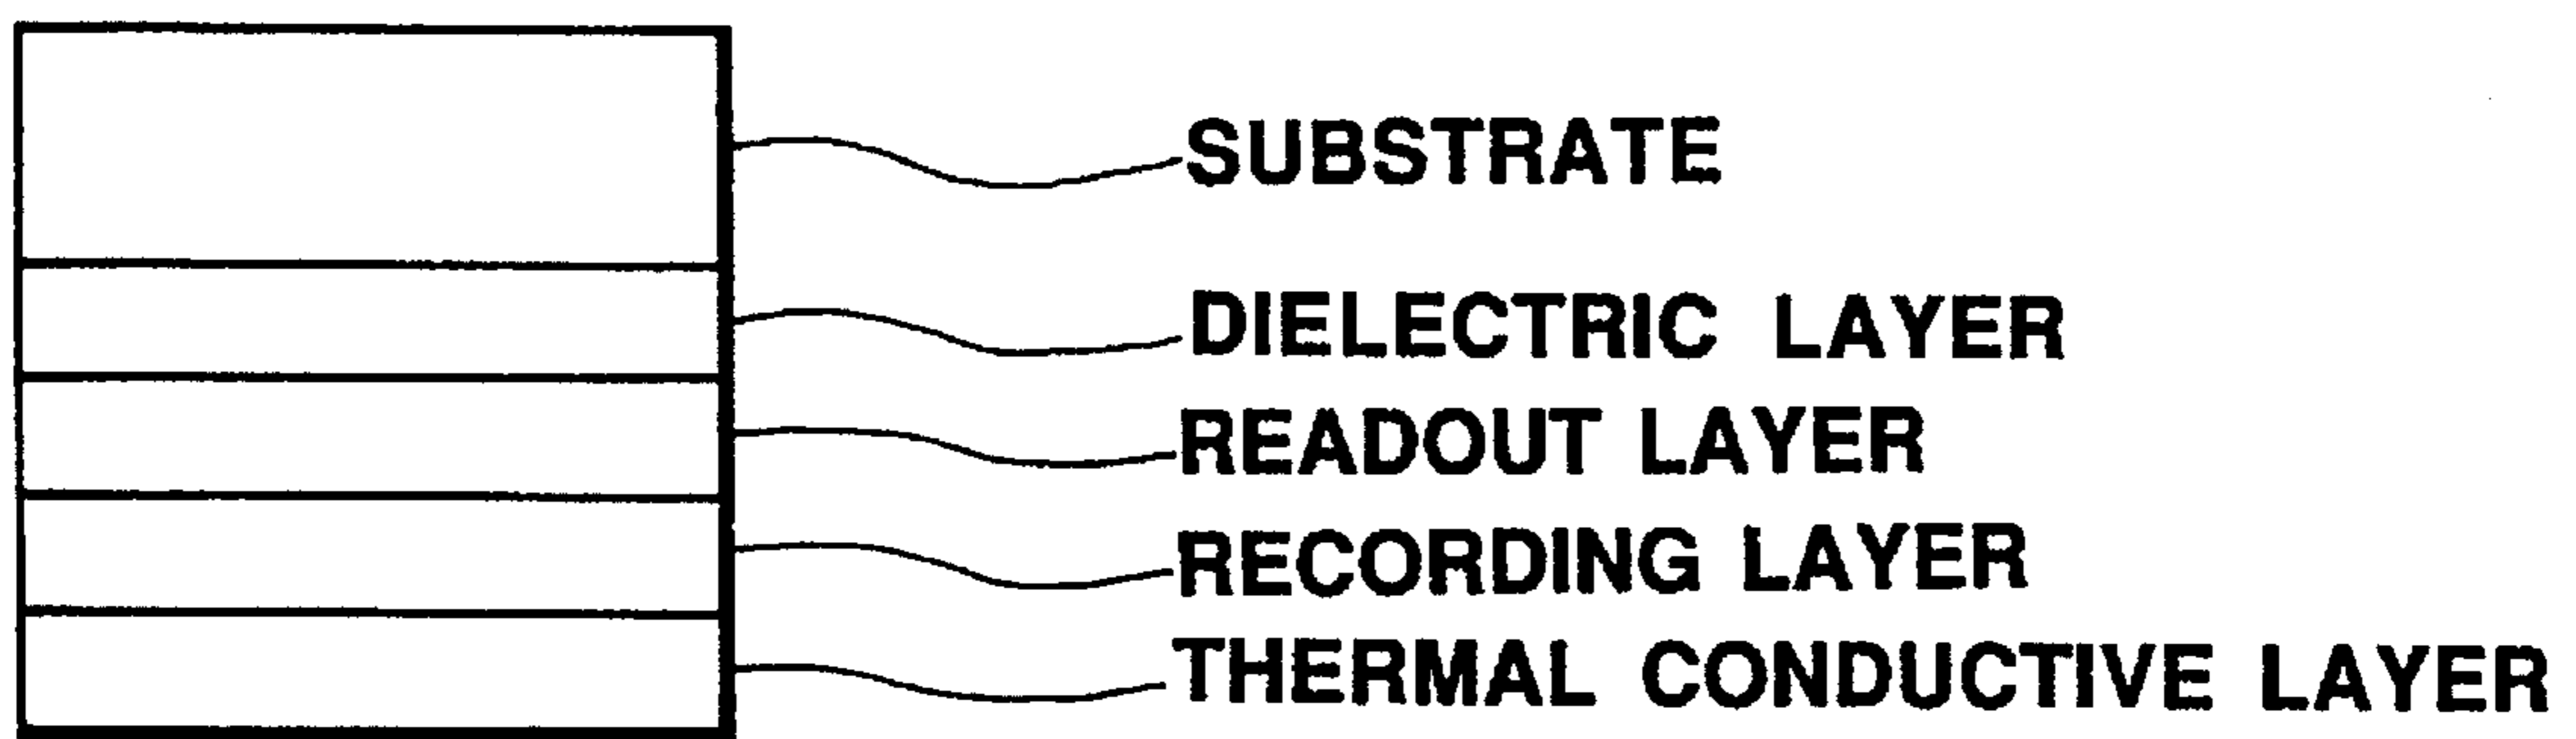 SUBSTRATE
DIELECTRIC LAYER
READOUT LAYER
RECORDING LAYER
THERMAL CONDUCTIVE LAYER